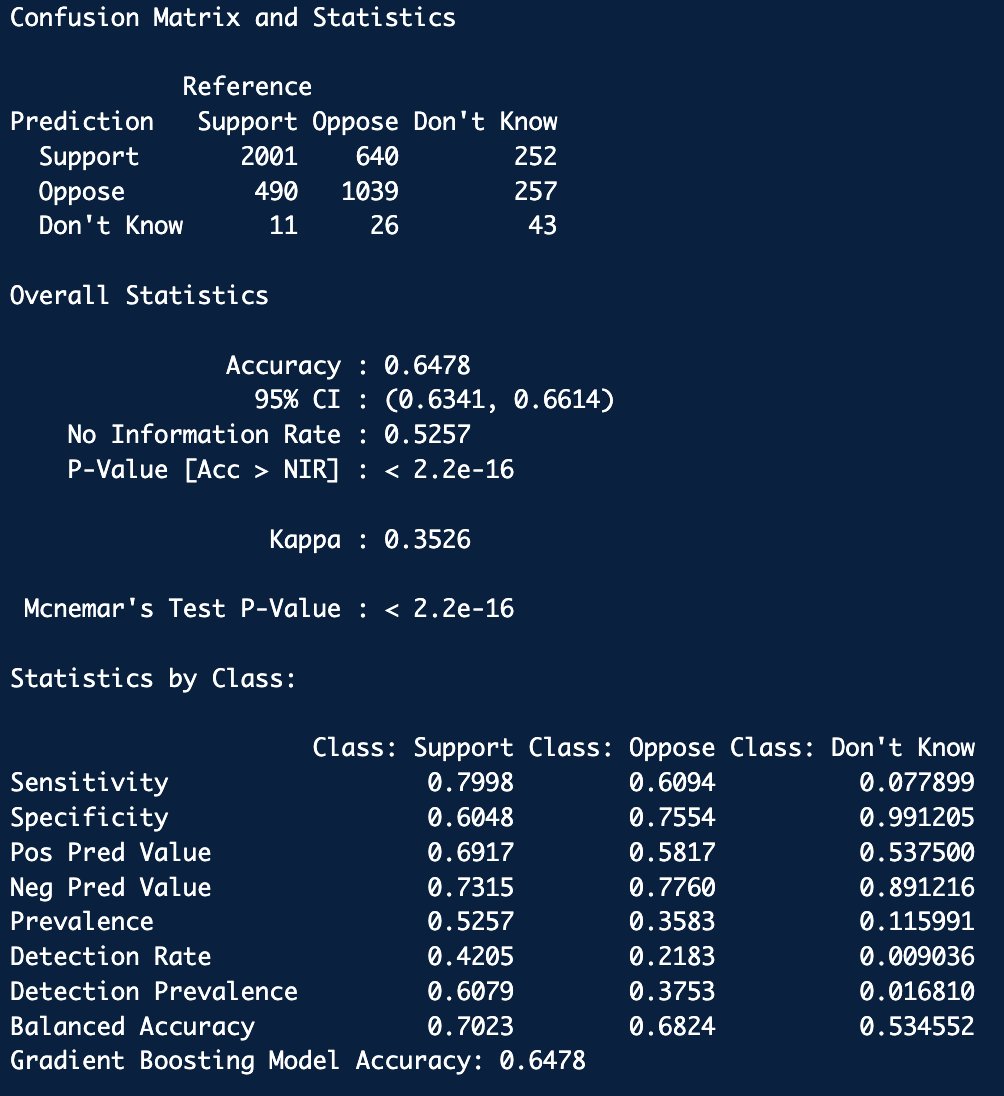 Confusion Matrix and Statistics
Reference
Prediction Support Oppose Don't Know
Support 2001 640 252
Oppose 490 1039 257
Don't Know 11 26 43
Overall Statistics
Accuracy : 0.6478
95% CI : (0.6341, 0.6614)
No Information Rate : 0.5257
P-Value [Acc > NIR] : < 2.2e-16
Kappa : 0.3526
Mcnemar's Test P-Value : < 2.2e-16
Statistics by Class:
Class: Support Class: Oppose Class: Don't Know
Sensitivity 0.7998 0.6094 0.077899
Specificity 0.6048 0.7554 0.991205
Pos Pred Value 0.6917 0.5817 0.537500
Neg Pred Value 0.7315 0.7760 0.891216
Prevalence 0.5257 0.3583 0.115991
Detection Rate 0.4205 0.2183 0.009036
Detection Prevalence 0.6079 0.3753 0.016810
Balanced Accuracy 0.7023 0.6824 0.534552
Gradient Boosting Model Accuracy: 0.6478